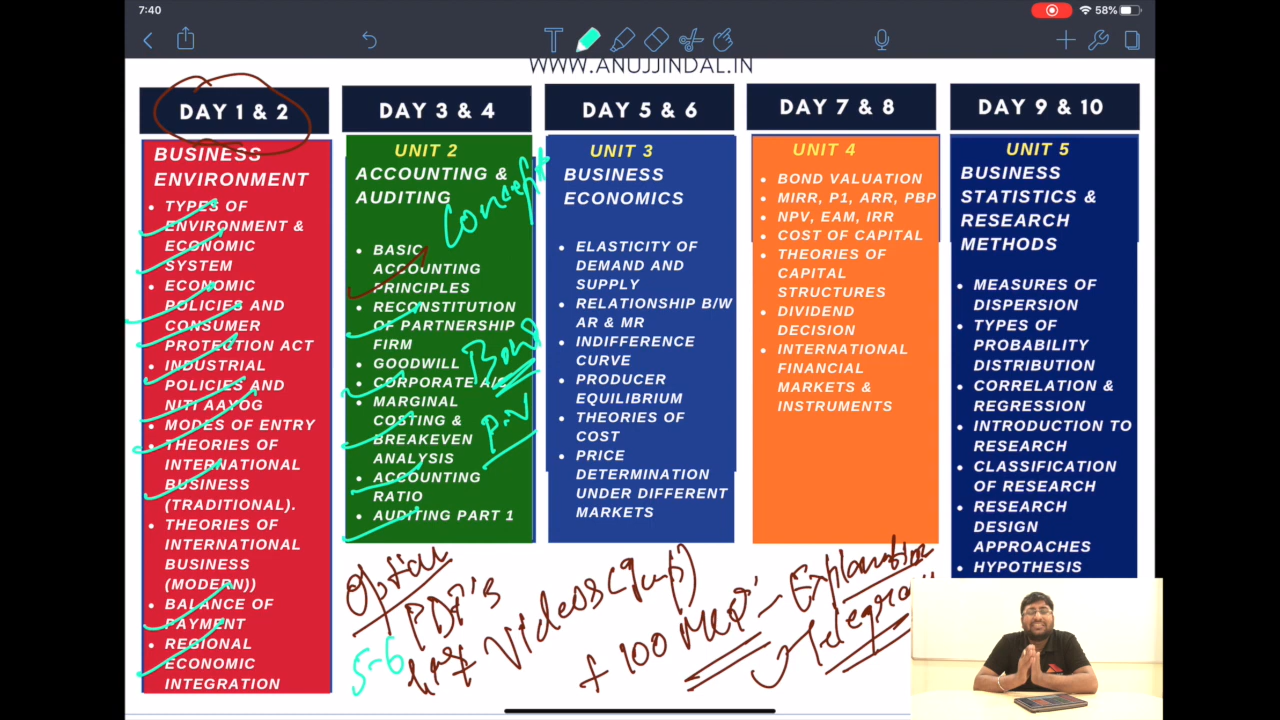 7:40
58%
WWW.ANUJJINDAL.IN
DAY 1 & 2
BUSINESS
ENVIRONMENT
TYPES OF
ENVIRONMENT &
ECONOMIC
SYSTEM
ECONOMIC
POLICIES AND
CONSUMER
PROTECTION ACT
INDUSTRIAL
POLICIES AND
NITI AAYOG
MODES OF ENTRY
THEORIES OF
INTERNATIONAL
BUSINESS
(TRADITIONAL).
THEORIES OF
INTERNATIONAL
BUSINESS
(MODERN))
BALANCE OF
PAYMENT
REGIONAL
ECONOMIC
INTEGRATION
DAY 3 & 4
UNIT 2
ACCOUNTING &
AUDITING
Concept
BASIC
ACCOUNTING
PRINCIPLES
RECONSTITUTION
OF PARTNERSHIP
FIRM
GOODWILL
CORPORATE A/C
MARGINAL
COSTING &
BREAKEVEN
ANALYSIS
ACCOUNTING
RATIO
AUDITING PART 1
DAY 5 & 6
UNIT 3
BUSINESS
ECONOMICS
ELASTICITY OF
DEMAND AND
SUPPLY
RELATIONSHIP B/W
AR & MR
INDIFFERENCE
CURVE
PRODUCER
EQUILIBRIUM
THEORIES OF
COST
PRICE
DETERMINATION
UNDER DIFFERENT
MARKETS
DAY 7 & 8
UNIT 4
BOND VALUATION
MIRR, P1, ARR, PBP
NPV, EAM, IRR
COST OF CAPITAL
THEORIES OF
CAPITAL
STRUCTURES
DIVIDEND
DECISION
INTERNATIONAL
FINANCIAL
MARKETS &
INSTRUMENTS
DAY 9 & 10
UNIT 5
BUSINESS
STATISTICS &
RESEARCH
METHODS
MEASURES OF
DISPERSION
TYPES OF
PROBABILITY
DISTRIBUTION
CORRELATION &
REGRESSION
INTRODUCTION TO
RESEARCH
CLASSIFICATION
OF RESEARCH
RESEARCH
DESIGN
APPROACHES
HYPOTHESIS
PDF's
5-6
Videos
+ 100 MCQ's - Explanation
Telegram